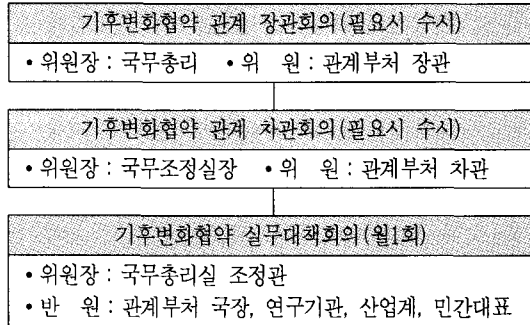 기후변화협약 관계 장관회의(필요시 수시)
• 위원장 : 국무총리 • 위 원 : 관계부처 장관
기후변화협약 관계 차관회의(필요시 수시)
• 위원장 : 국무조정실장 • 위 원 : 관계부처 차관
기후변화협약 실무대책회의(월1회)
• 위원장 : 국무총리실 조정관
• 반 원 : 관계부처 국장, 연구기관, 산업계, 민간대표